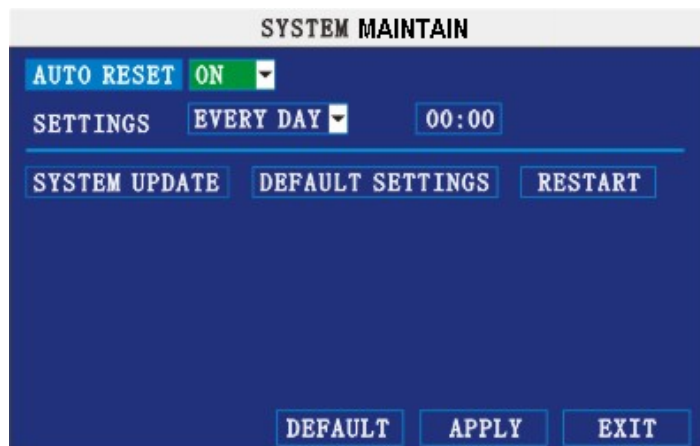 SYSTEM MAINTAIN
AUTO RESET ON
SETTINGS EVERY DAY 00:00
SYSTEM UPDATE DEFAULT SETTINGS RESTART
DEFAULT APPLY EXIT